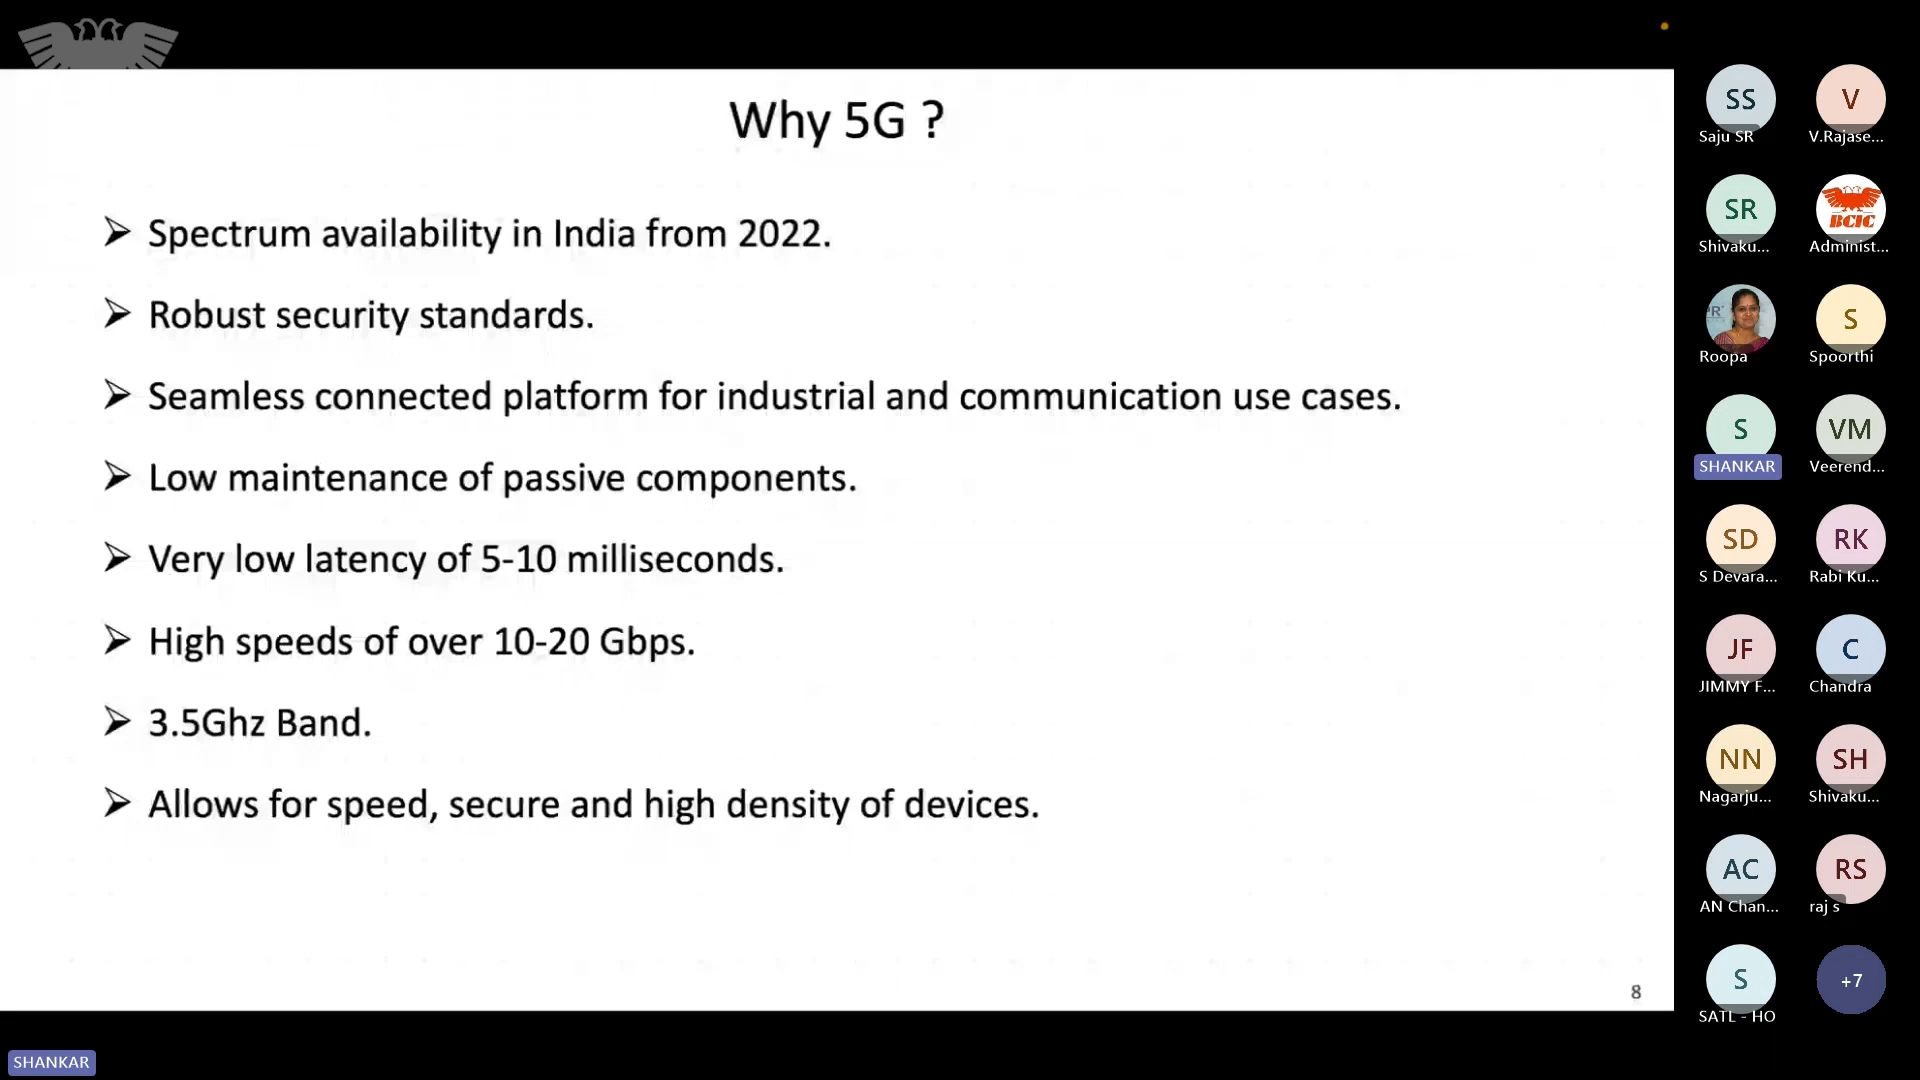 Why 5G ?
Spectrum availability in India from 2022.
Robust security standards.
Seamless connected platform for industrial and communication use cases.
Low maintenance of passive components.
Very low latency of 5-10 milliseconds.
High speeds of over 10-20 Gbps.
3.5Ghz Band.
Allows for speed, secure and high density of devices.
8
SHANKAR
SS
V
Saju SR
V.Rajase...
SR
BCIC
Shivaku...
Administ...
PR
S
Roopa
Spoorthi
S
VM
SHANKAR
Veerend...
SD
RK
S Devara...
Rabi Ku...
JF
C
JIMMY F...
Chandra
NN
SH
Nagarju...
Shivaku...
AC
RS
AN Chan...
raj s
S
+7
SATL - HO